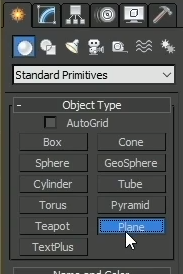 Standard Primitives
- Object Type
AutoGrid
Box Cone
Sphere GeoSphere
Cylinder Tube
Torus Pyramid
Teapot Plane
TextPlus
Name and Color